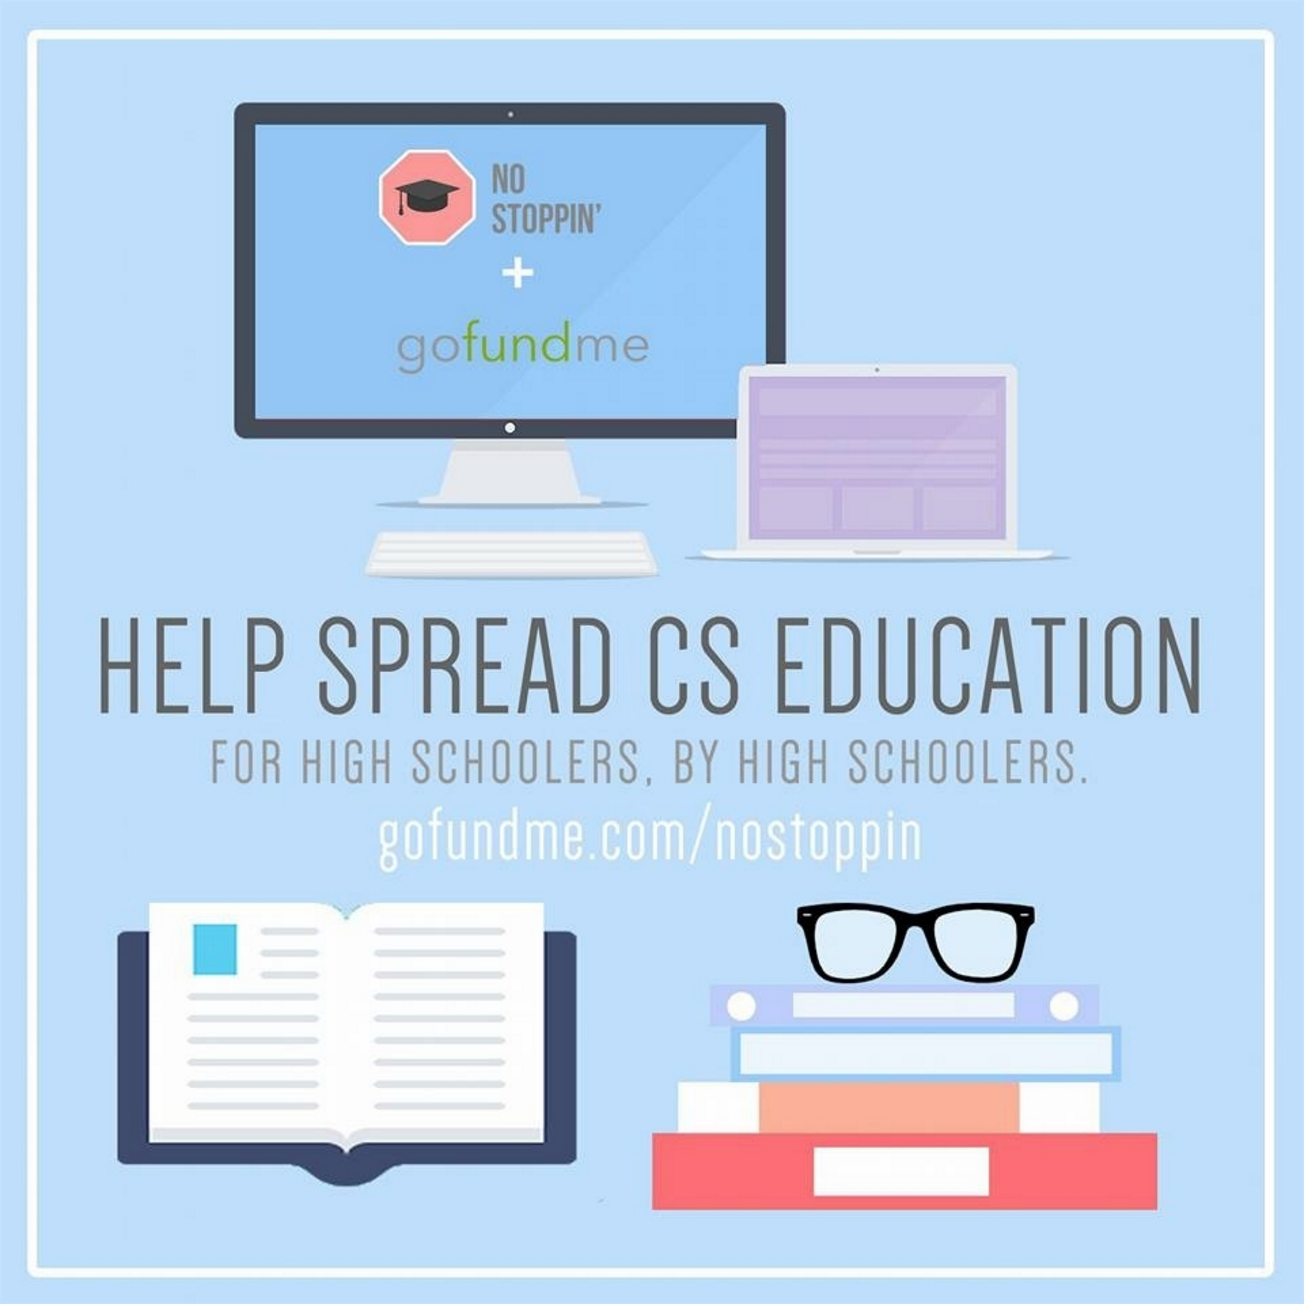 NO
STOPPIN'
+
gofundme
HELP SPREAD CS EDUCATION
FOR HIGH SCHOOLERS, BY HIGH SCHOOLERS.
gofundme.com/nostoppin